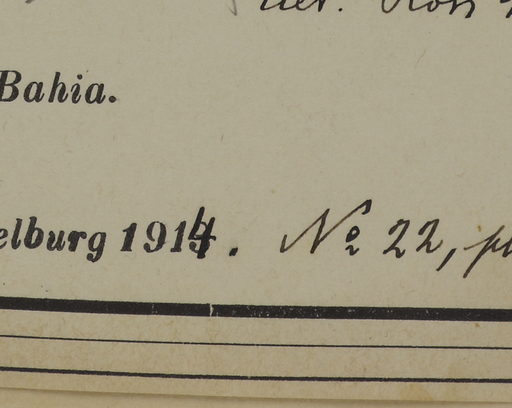 Bahia.
elburg 1914. No 22,